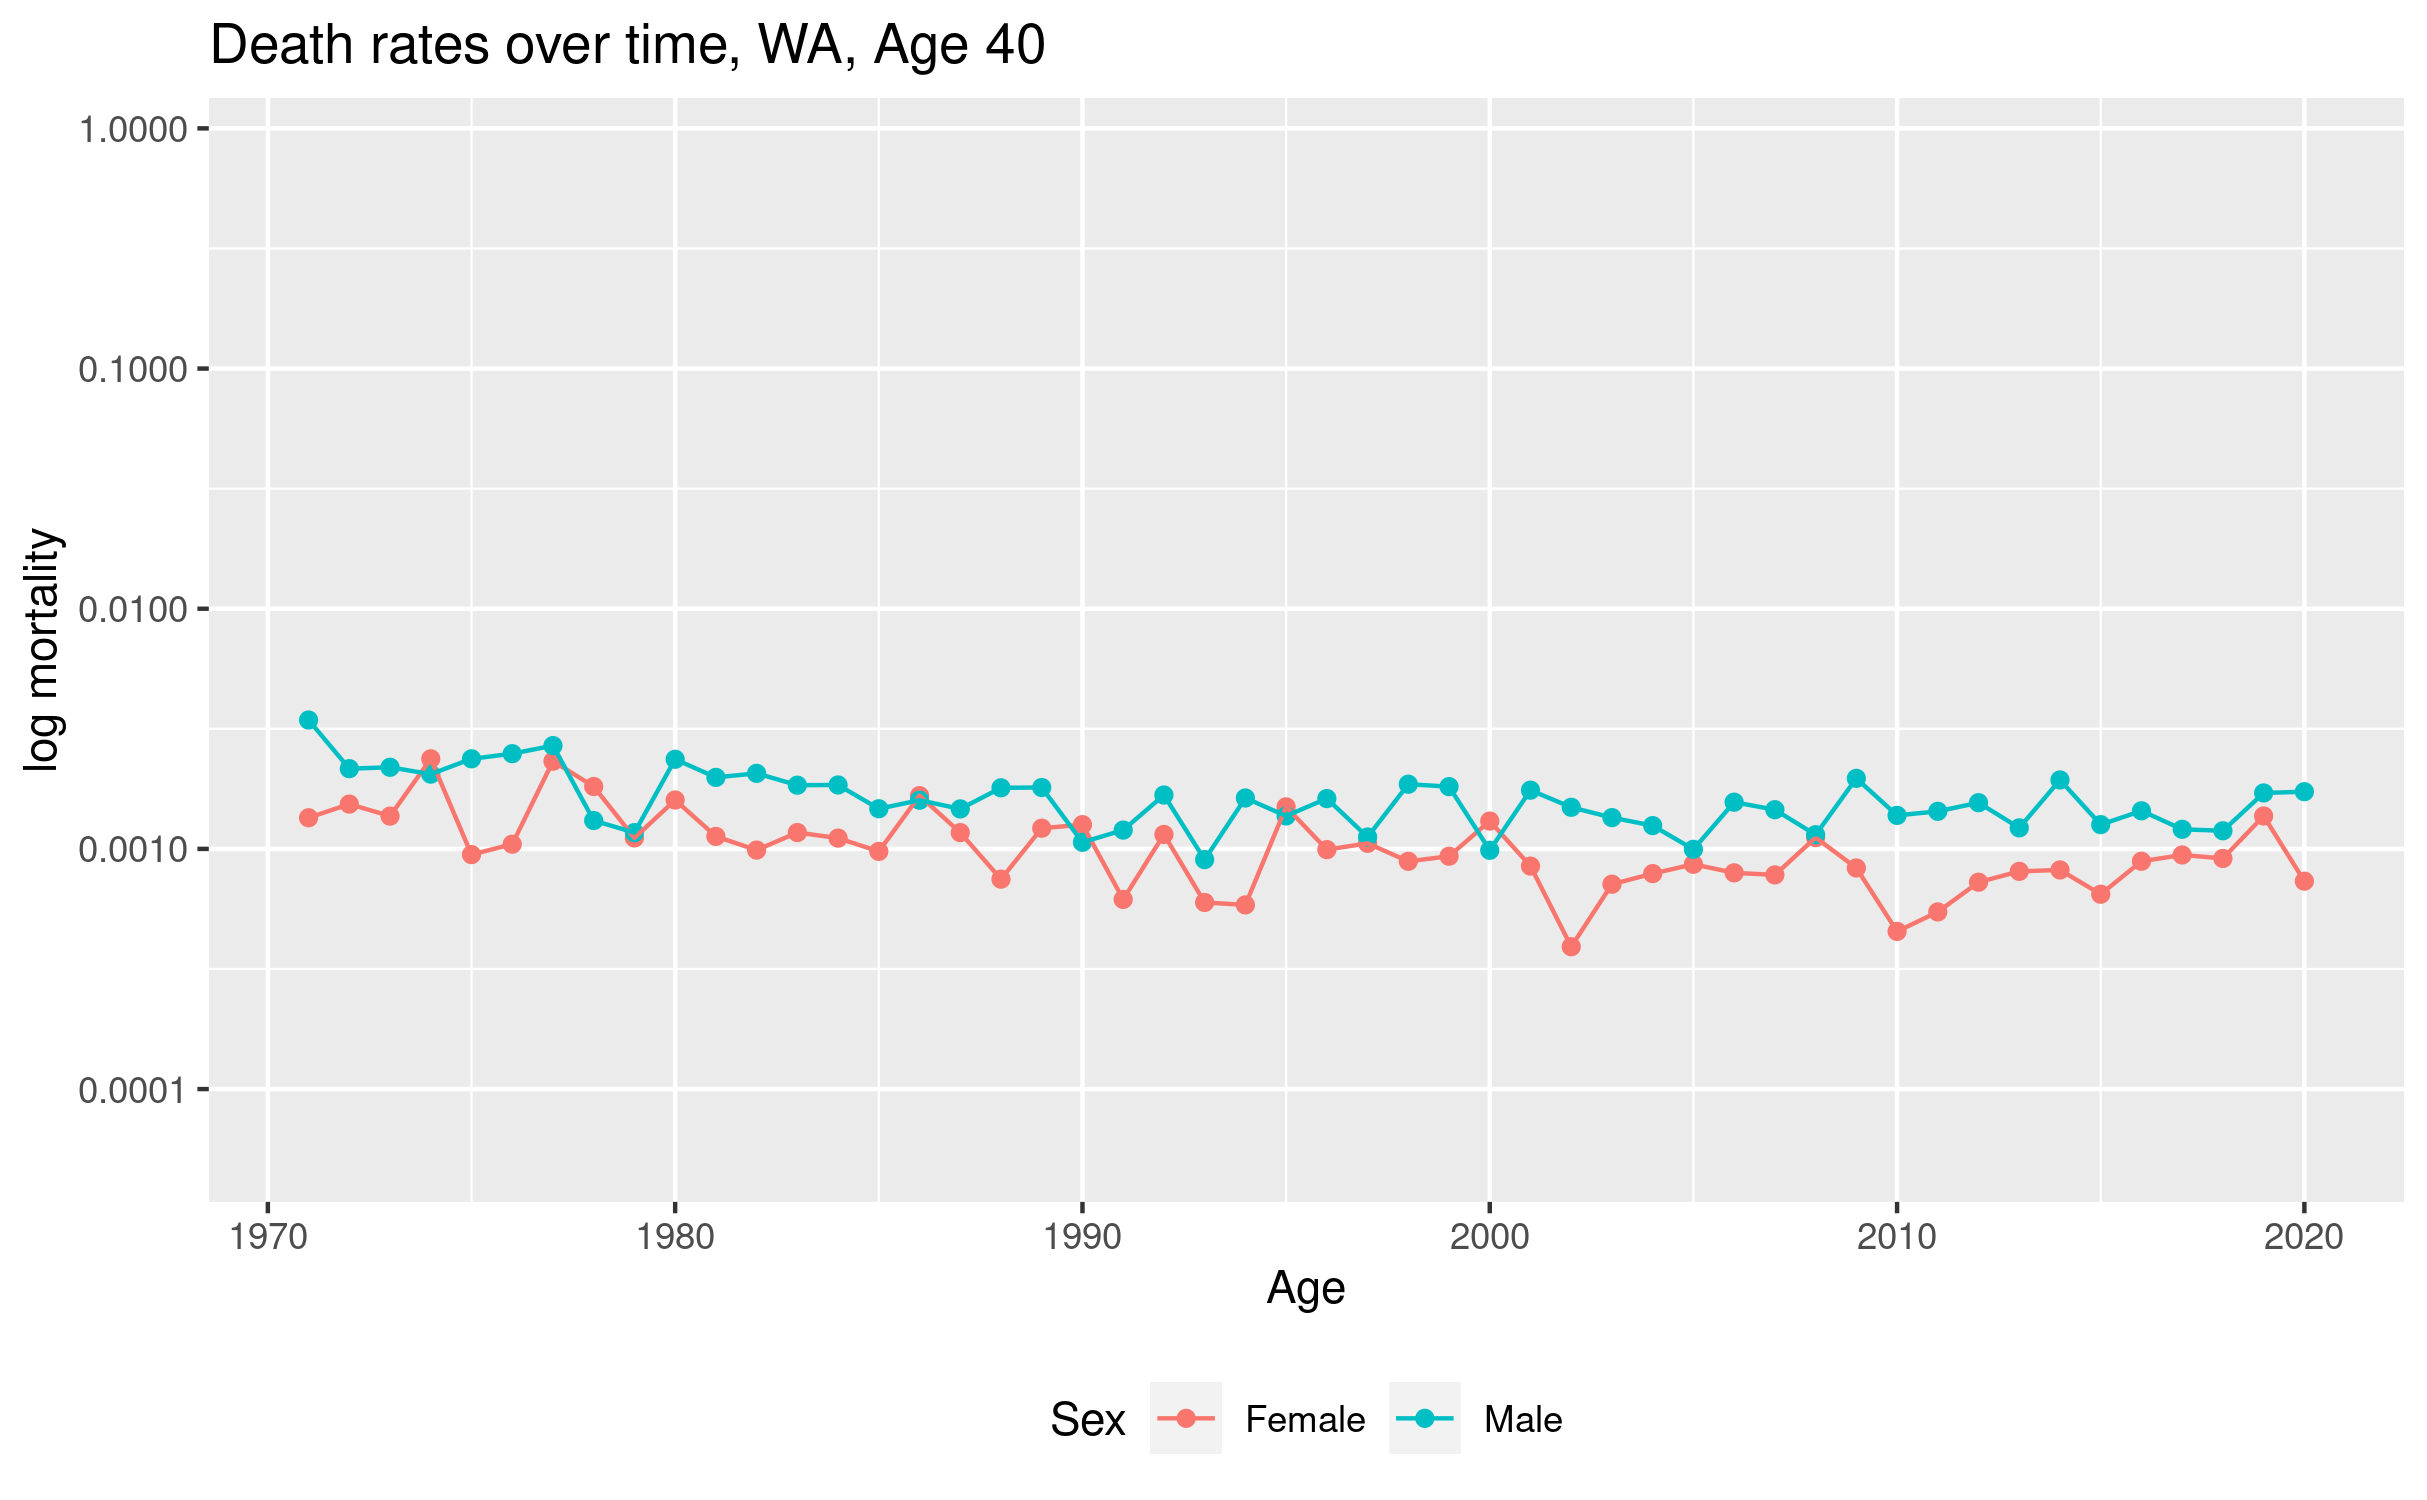 Death rates over time, WA, Age 40
log mortality
1.0000
0.1000
0.0100
0.0010
0.0001
1970 1980 1990 2000 2010 2020
Age
Sex Female Male